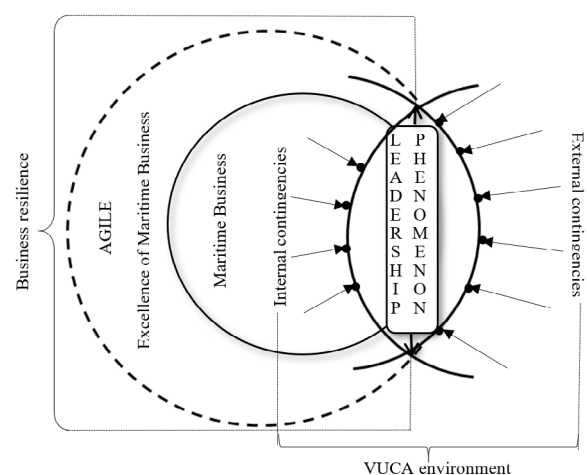 Business resilience
AGILE
Excellence of Maritime Business
Maritime Business
Internal contingencies
LEADERSHIP
PHENOMENON
External contingencies
VUCA environment